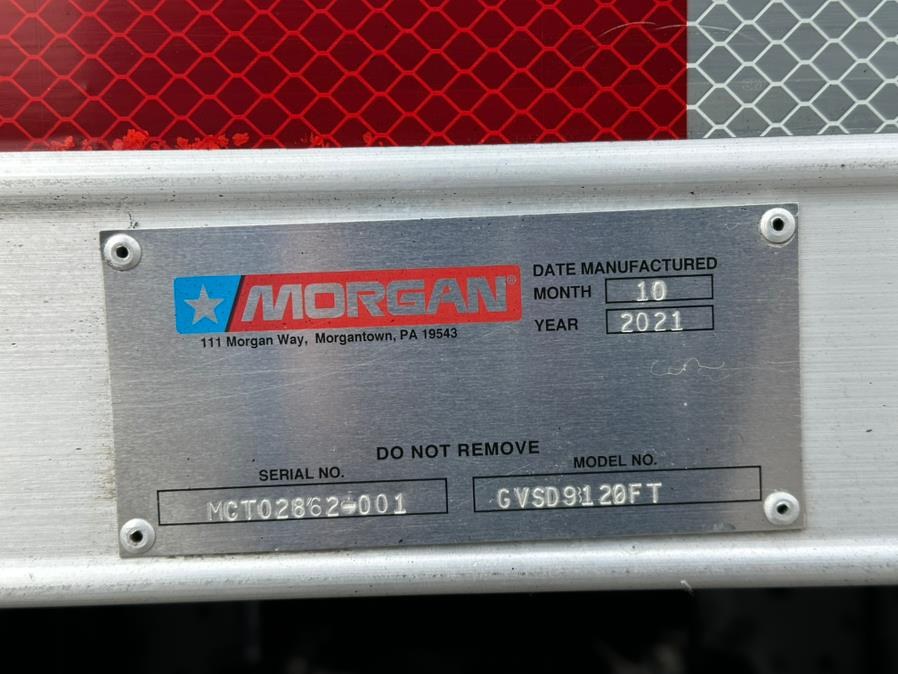 MORGAN®
111 Morgan Way, Morgantown, PA 19543
DATE MANUFACTURED
MONTH 10
YEAR 2021
DO NOT REMOVE
SERIAL NO.
MCT02862-001
MODEL NO.
GVSD9120FT